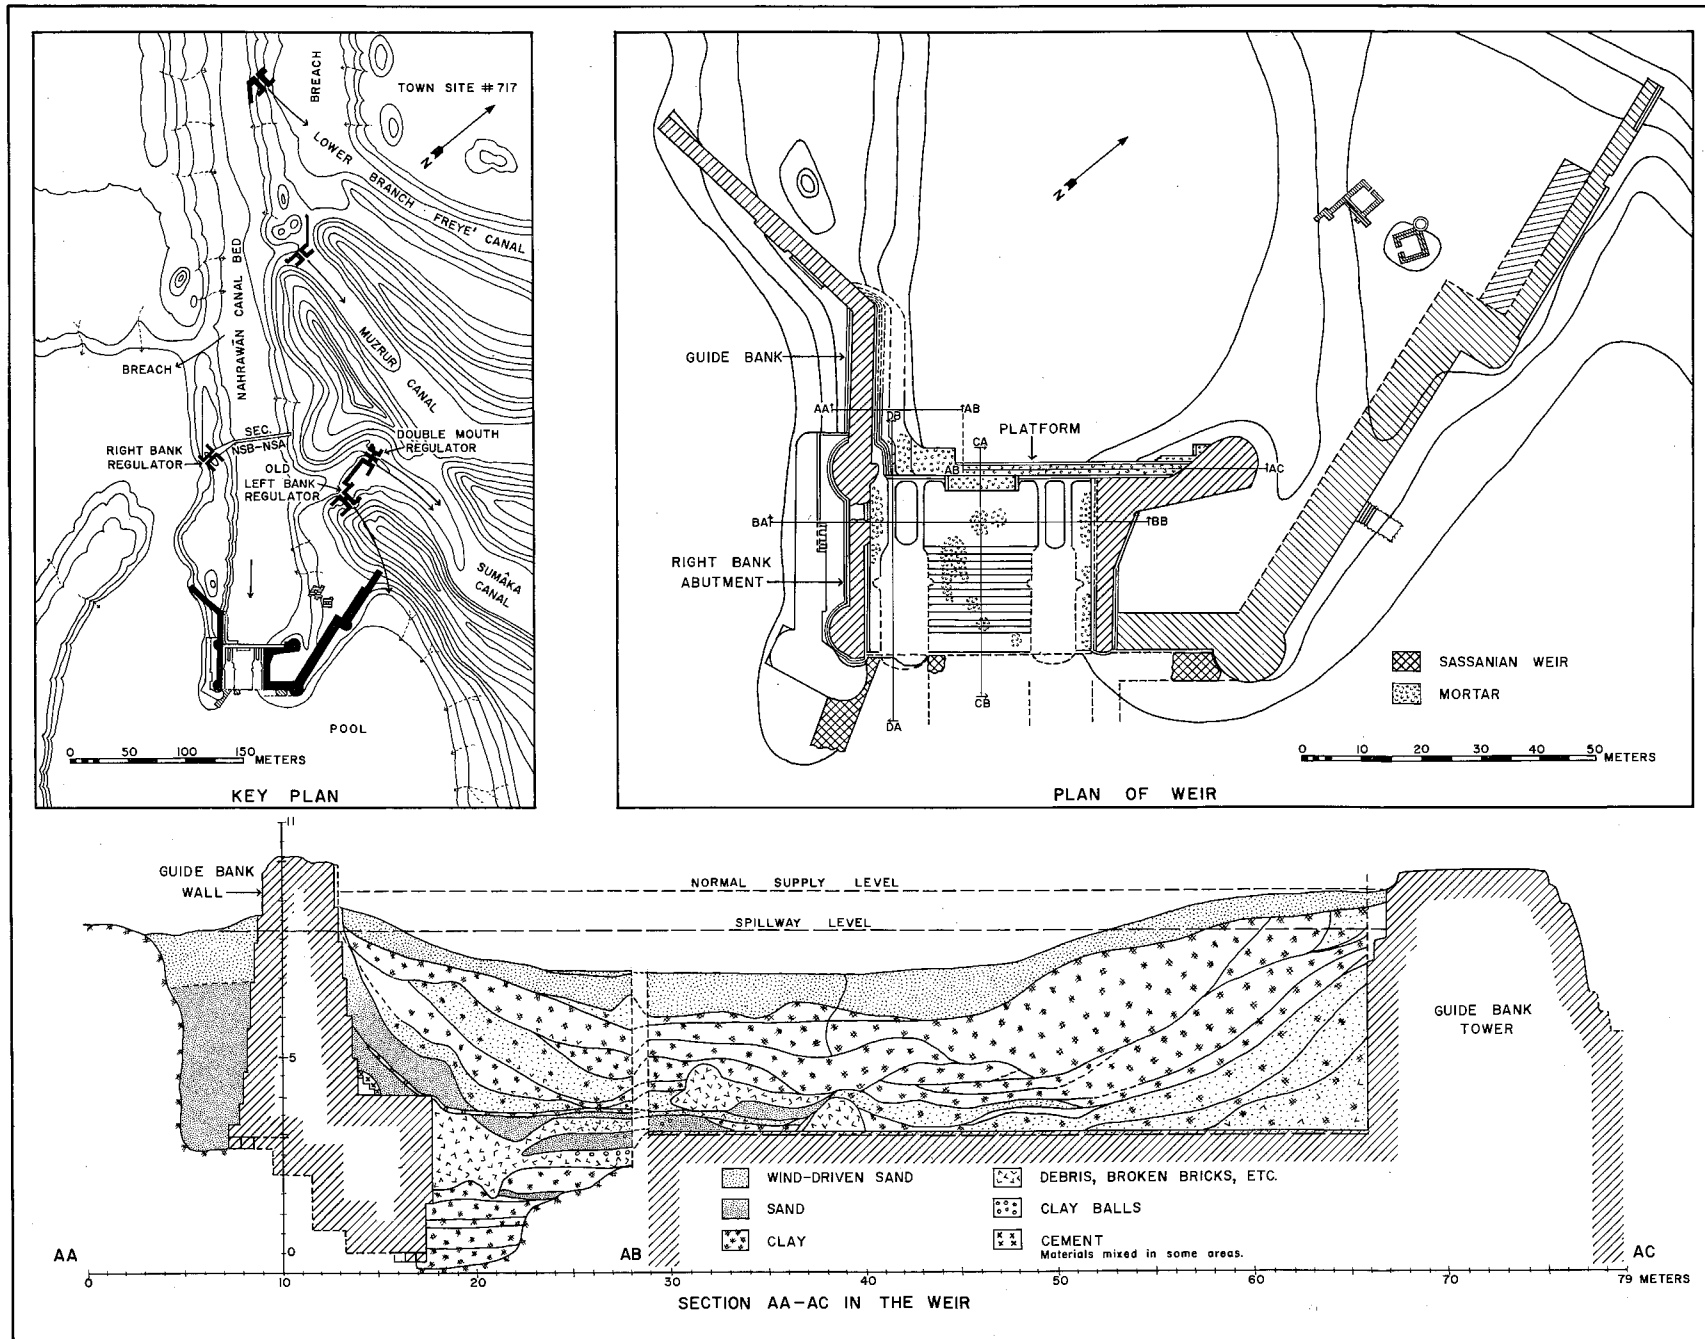 BREACH
TOWN SITE #717
N
LOWER
BRANCH FREYE' CANAL
NAHRAWĀN CANAL BED
MUZRUR CANAL
BREACH
SEC.
NSB-NSA
RIGHT BANK
REGULATOR
DOUBLE MOUTH
REGULATOR
OLD
LEFT BANK
REGULATOR
SUMÂKA
CANAL
POOL
0 50 100 150 METERS
KEY PLAN
N
GUIDE BANK
AA
AB
DB
CA
PLATFORM
AB
AC
BA
BB
RIGHT BANK
ABUTMENT
SASSANIAN WEIR
MORTAR
CB
DA
0 10 20 30 40 50
METERS
PLAN OF WEIR
11
GUIDE BANK
WALL
NORMAL SUPPLY LEVEL
SPILLWAY LEVEL
GUIDE BANK
TOWER
5
WIND-DRIVEN SAND
SAND
CLAY
DEBRIS, BROKEN BRICKS, ETC.
CLAY BALLS
CEMENT
Materials mixed in some areas.
0
AA
AB
AC
0 10 20 30 40 50 60 70 79 METERS
SECTION AA-AC IN THE WEIR